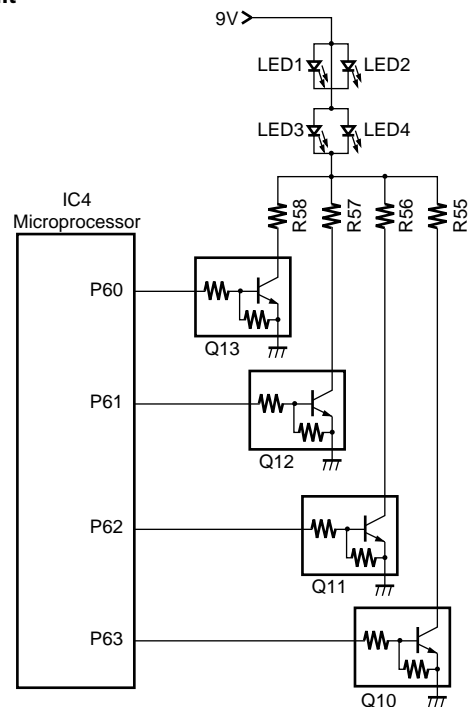 9V
LED1 LED2
LED3 LED4
IC4
Microprocessor
R58 R57 R56 R55
P60
Q13
P61
Q12
P62
Q11
P63
Q10